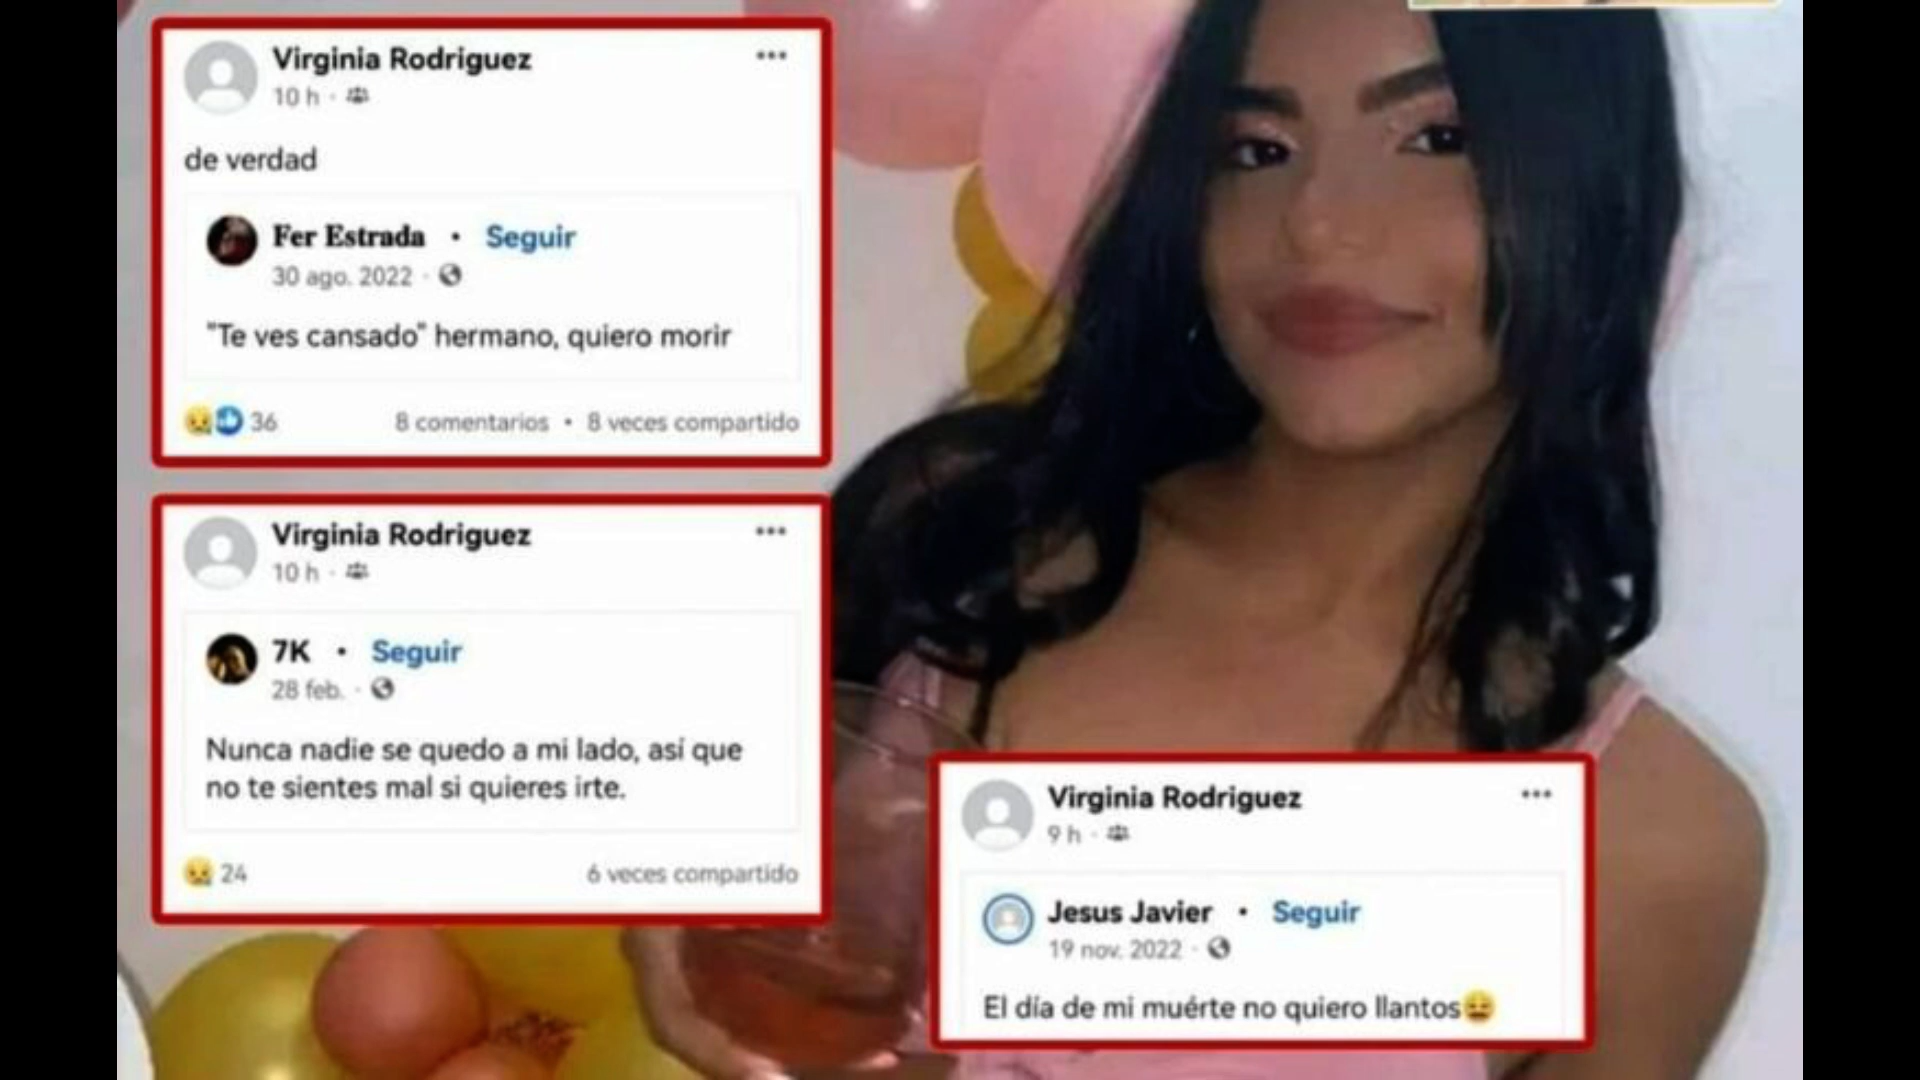 Virginia Rodriguez
10 h
de verdad
Fer Estrada · Seguir
30 ago. 2022
"Te ves cansado" hermano, quiero morir
36
8 comentarios · 8 veces compartido
Virginia Rodriguez
10 h
7K · Seguir
28 feb.
Nunca nadie se quedo a mi lado, así que
no te sientes mal si quieres irte.
24
6 veces compartido
Virginia Rodriguez
9 h
Jesus Javier · Seguir
19 nov. 2022
El día de mi muérte no quiero llantos😖